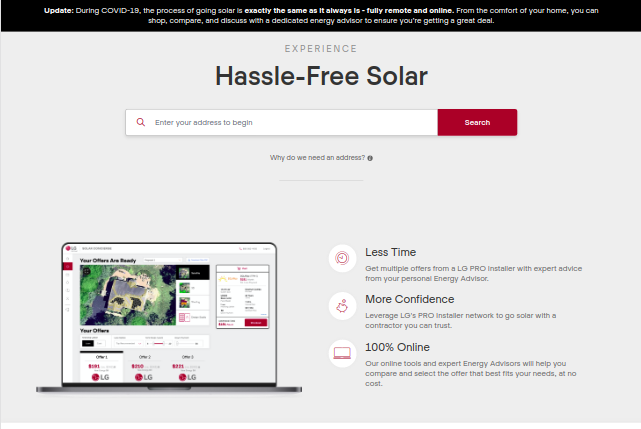 Update: During COVID-19, the process of going solar is exactly the same as it always is - fully remote and online. From the comfort of your home, you can
shop, compare, and discuss with a dedicated energy advisor to ensure you're getting a great deal.
EXPERIENCE
Hassle-Free Solar
Enter your address to begin
Search
Why do we need an address?
LG
Your Offers Are Ready
Your Offers
Offer 1
Offer 2
Offer 3
$191
$210
$221
LG
LG
LG
Less Time
Get multiple offers from a LG PRO Installer with expert advice
from your personal Energy Advisor.
More Confidence
Leverage LG's PRO Installer network to go solar with a
contractor you can trust.
100% Online
Our online tools and expert Energy Advisors will help you
compare and select the offer that best fits your needs, at no
cost.